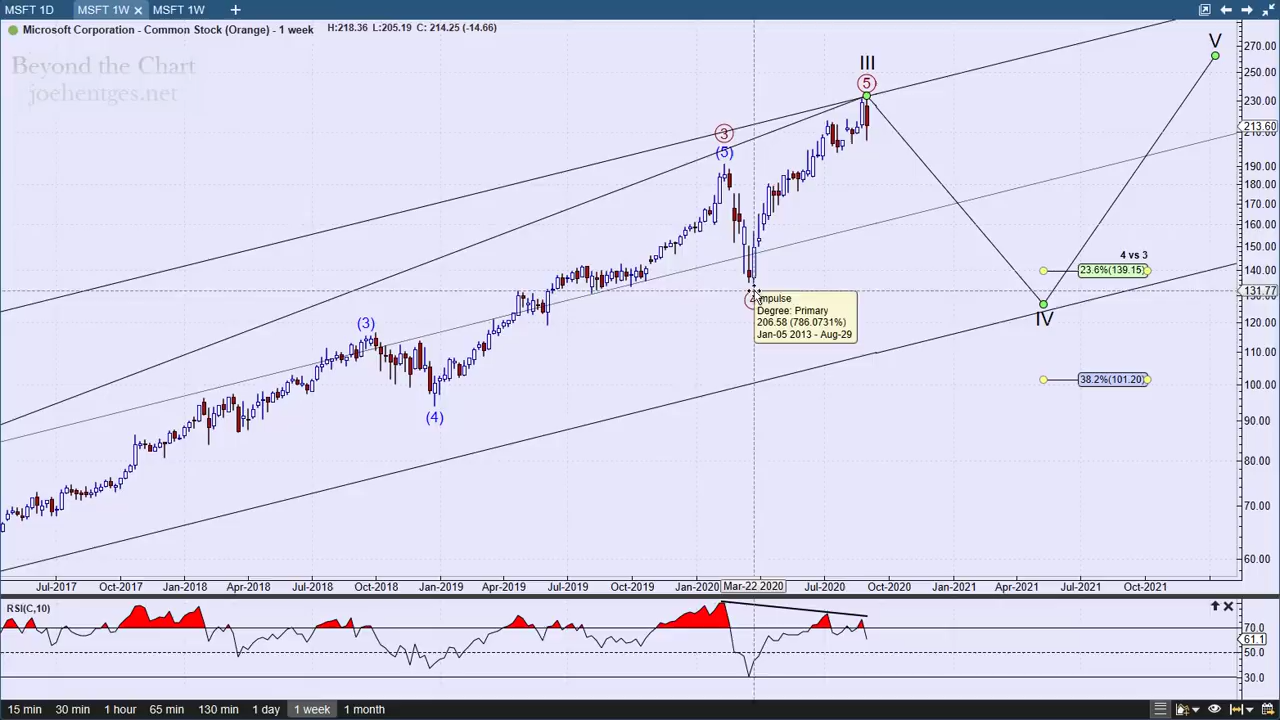 MSFT 1D MSFT 1W MSFT 1W
Microsoft Corporation - Common Stock (Orange) - 1 week H:218.36 L:205.19 C: 214.25 (-14.66)
Beyond the Chart
joehentges.net
III
5
V
3
(5)
270.00
250.00
230.00
213.60
190.00
180.00
170.00
160.00
150.00
140.00
131.77
120.00
110.00
100.00
90.00
80.00
70.00
60.00
4 vs 3
23.6%(139.15)
IV
38.2%(101.20)
(3)
(4)
Impulse
Degree: Primary
206.58 (786.0731%)
Jan-05 2013 - Aug-29
Jul-2017 Oct-2017 Jan-2018 Apr-2018 Jul-2018 Oct-2018 Jan-2019 Apr-2019 Jul-2019 Oct-2019 Jan-2020 Mar-22 2020 Jul-2020 Oct-2020 Jan-2021 Apr-2021 Jul-2021 Oct-2021
RSI(C,10)
70.0
61.1
50.0
30.0
15 min 30 min 1 hour 65 min 130 min 1 day 1 week 1 month